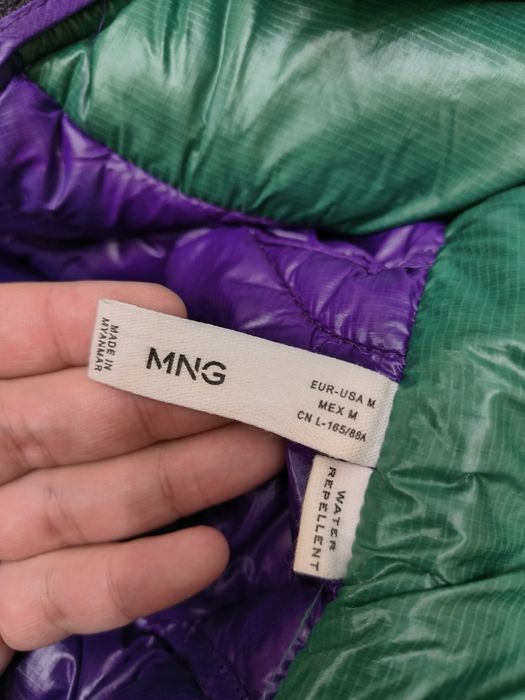 MADE IN
MYANMAR
MNG
EUR-USA M
MEX M
CN L-165/88A
WATER
REPELLENT